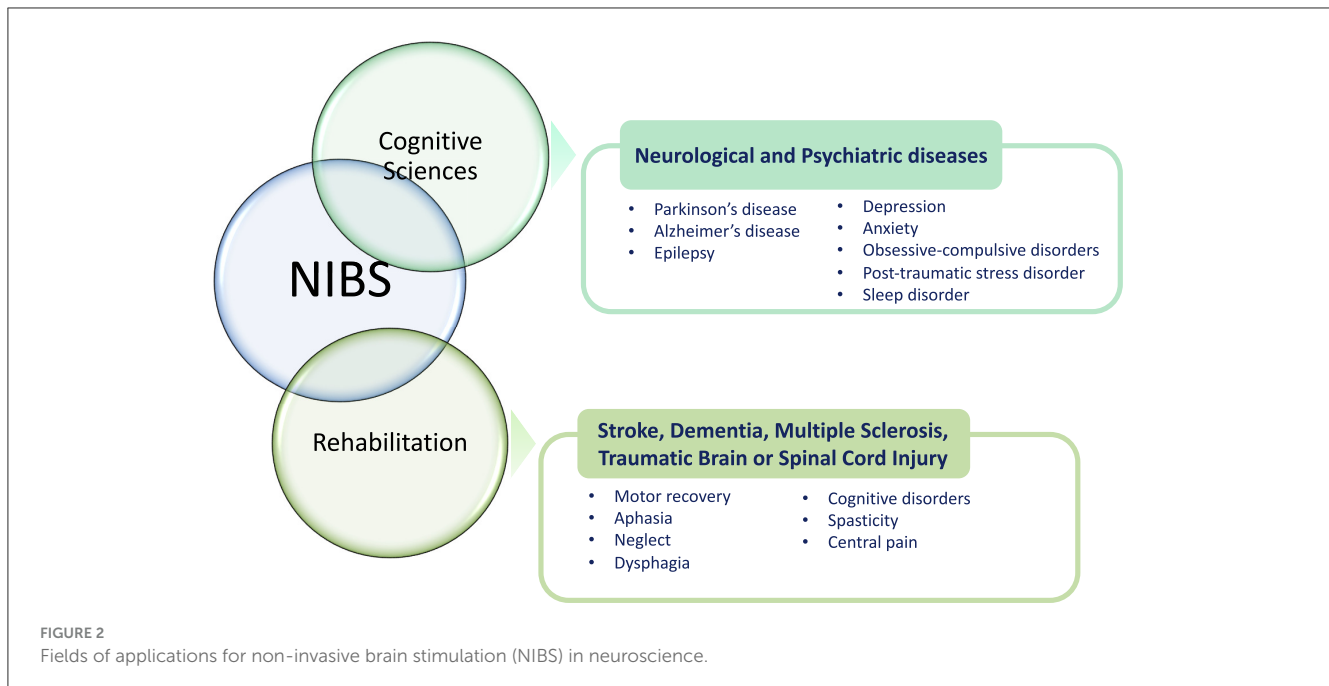 Cognitive
Sciences
NIBS
Rehabilitation
Neurological and Psychiatric diseases
• Parkinson’s disease
• Alzheimer’s disease
• Epilepsy
• Depression
• Anxiety
• Obsessive-compulsive disorders
• Post-traumatic stress disorder
• Sleep disorder
Stroke, Dementia, Multiple Sclerosis,
Traumatic Brain or Spinal Cord Injury
• Motor recovery
• Aphasia
• Neglect
• Dysphagia
• Cognitive disorders
• Spasticity
• Central pain
FIGURE 2
Fields of applications for non-invasive brain stimulation (NIBS) in neuroscience.